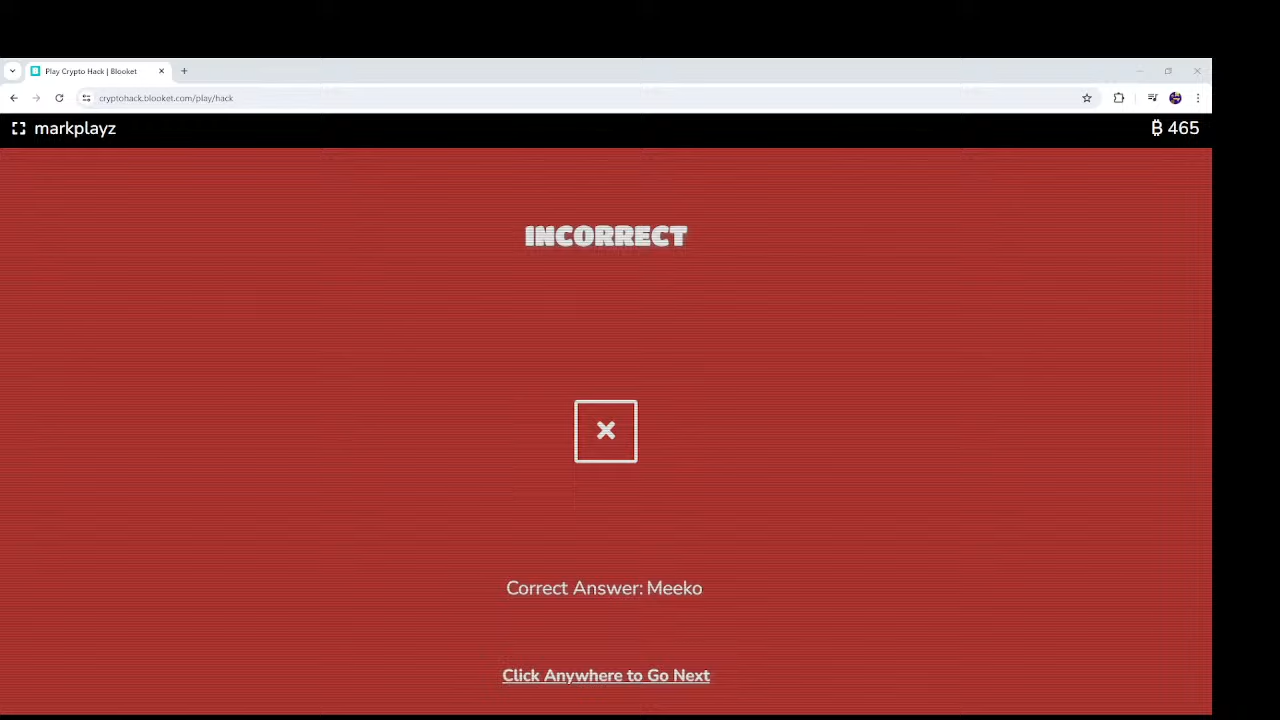 Play Crypto Hack | Blooket
cryptohack.blooket.com/play/hack
markplayz
₿ 465
INCORRECT
Correct Answer: Meeko
Click Anywhere to Go Next